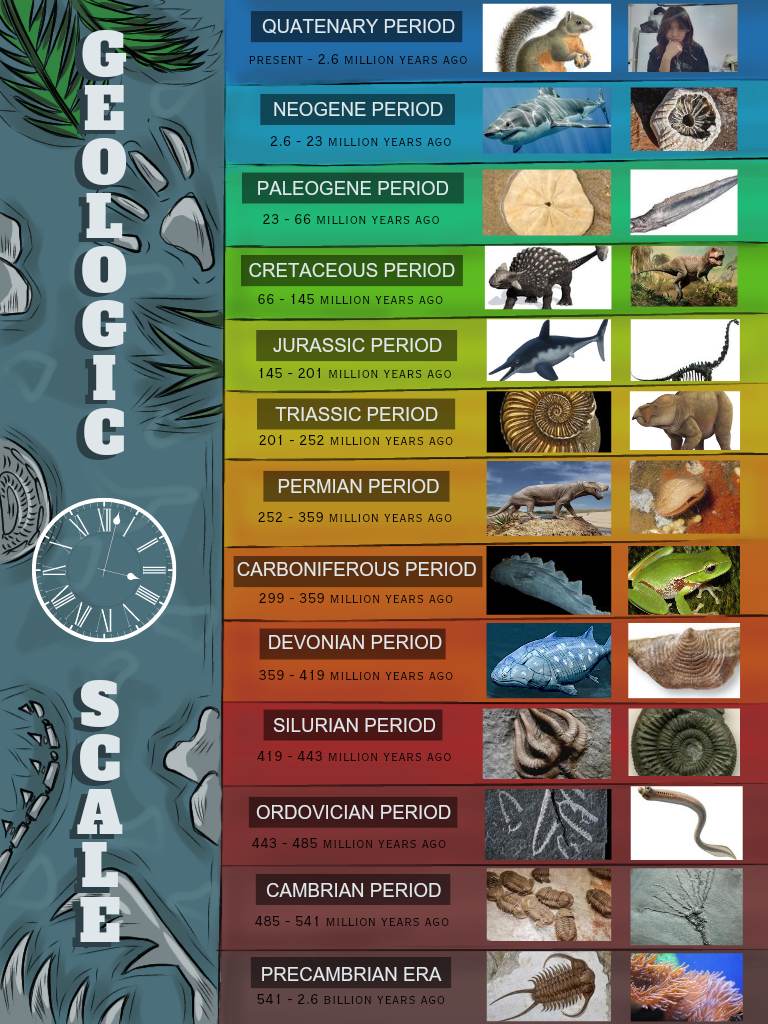 GEOLOGIC
SCALE
QUATENARY PERIOD
PRESENT - 2.6 MILLION YEARS AGO
NEOGENE PERIOD
2.6 - 23 MILLION YEARS AGO
PALEOGENE PERIOD
23 - 66 MILLION YEARS AGO
CRETACEOUS PERIOD
66 - 145 MILLION YEARS AGO
JURASSIC PERIOD
145 - 201 MILLION YEARS AGO
TRIASSIC PERIOD
201 - 252 MILLION YEARS AGO
PERMIAN PERIOD
252 - 359 MILLION YEARS AGO
CARBONIFEROUS PERIOD
299 - 359 MILLION YEARS AGO
DEVONIAN PERIOD
359 - 419 MILLION YEARS AGO
SILURIAN PERIOD
419 - 443 MILLION YEARS AGO
ORDOVICIAN PERIOD
443 - 485 MILLION YEARS AGO
CAMBRIAN PERIOD
485 - 541 MILLION YEARS AGO
PRECAMBRIAN ERA
541 - 2.6 BILLION YEARS AGO